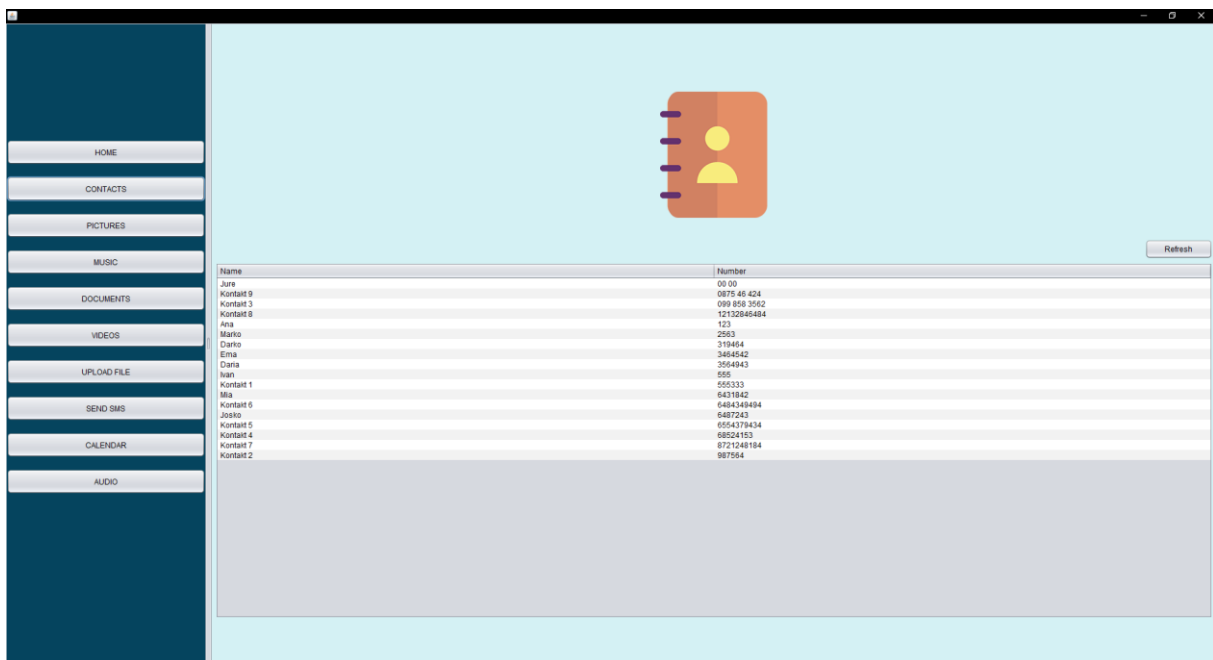 HOME
CONTACTS
PICTURES
MUSIC
DOCUMENTS
VIDEOS
UPLOAD FILE
SEND SMS
CALENDAR
AUDIO
Refresh
Name Number
Jure 00 00
Kontakt 9 0875 46 424
Kontakt 3 099 858 3562
Kontakt 8 12132846484
Ana 123
Marko 2563
Darko 319464
Ema 3464542
Daria 3564943
Ivan 555
Kontakt 1 555333
Mia 6431842
Kontakt 6 6484349494
Josko 6487243
Kontakt 5 6554379434
Kontakt 4 68524153
Kontakt 7 8721248184
Kontakt 2 987564